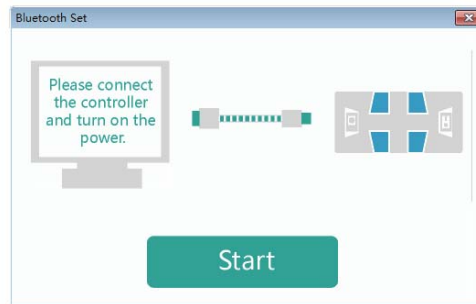 Bluetooth Set
Please connect
the controller
and turn on the
power.
Start